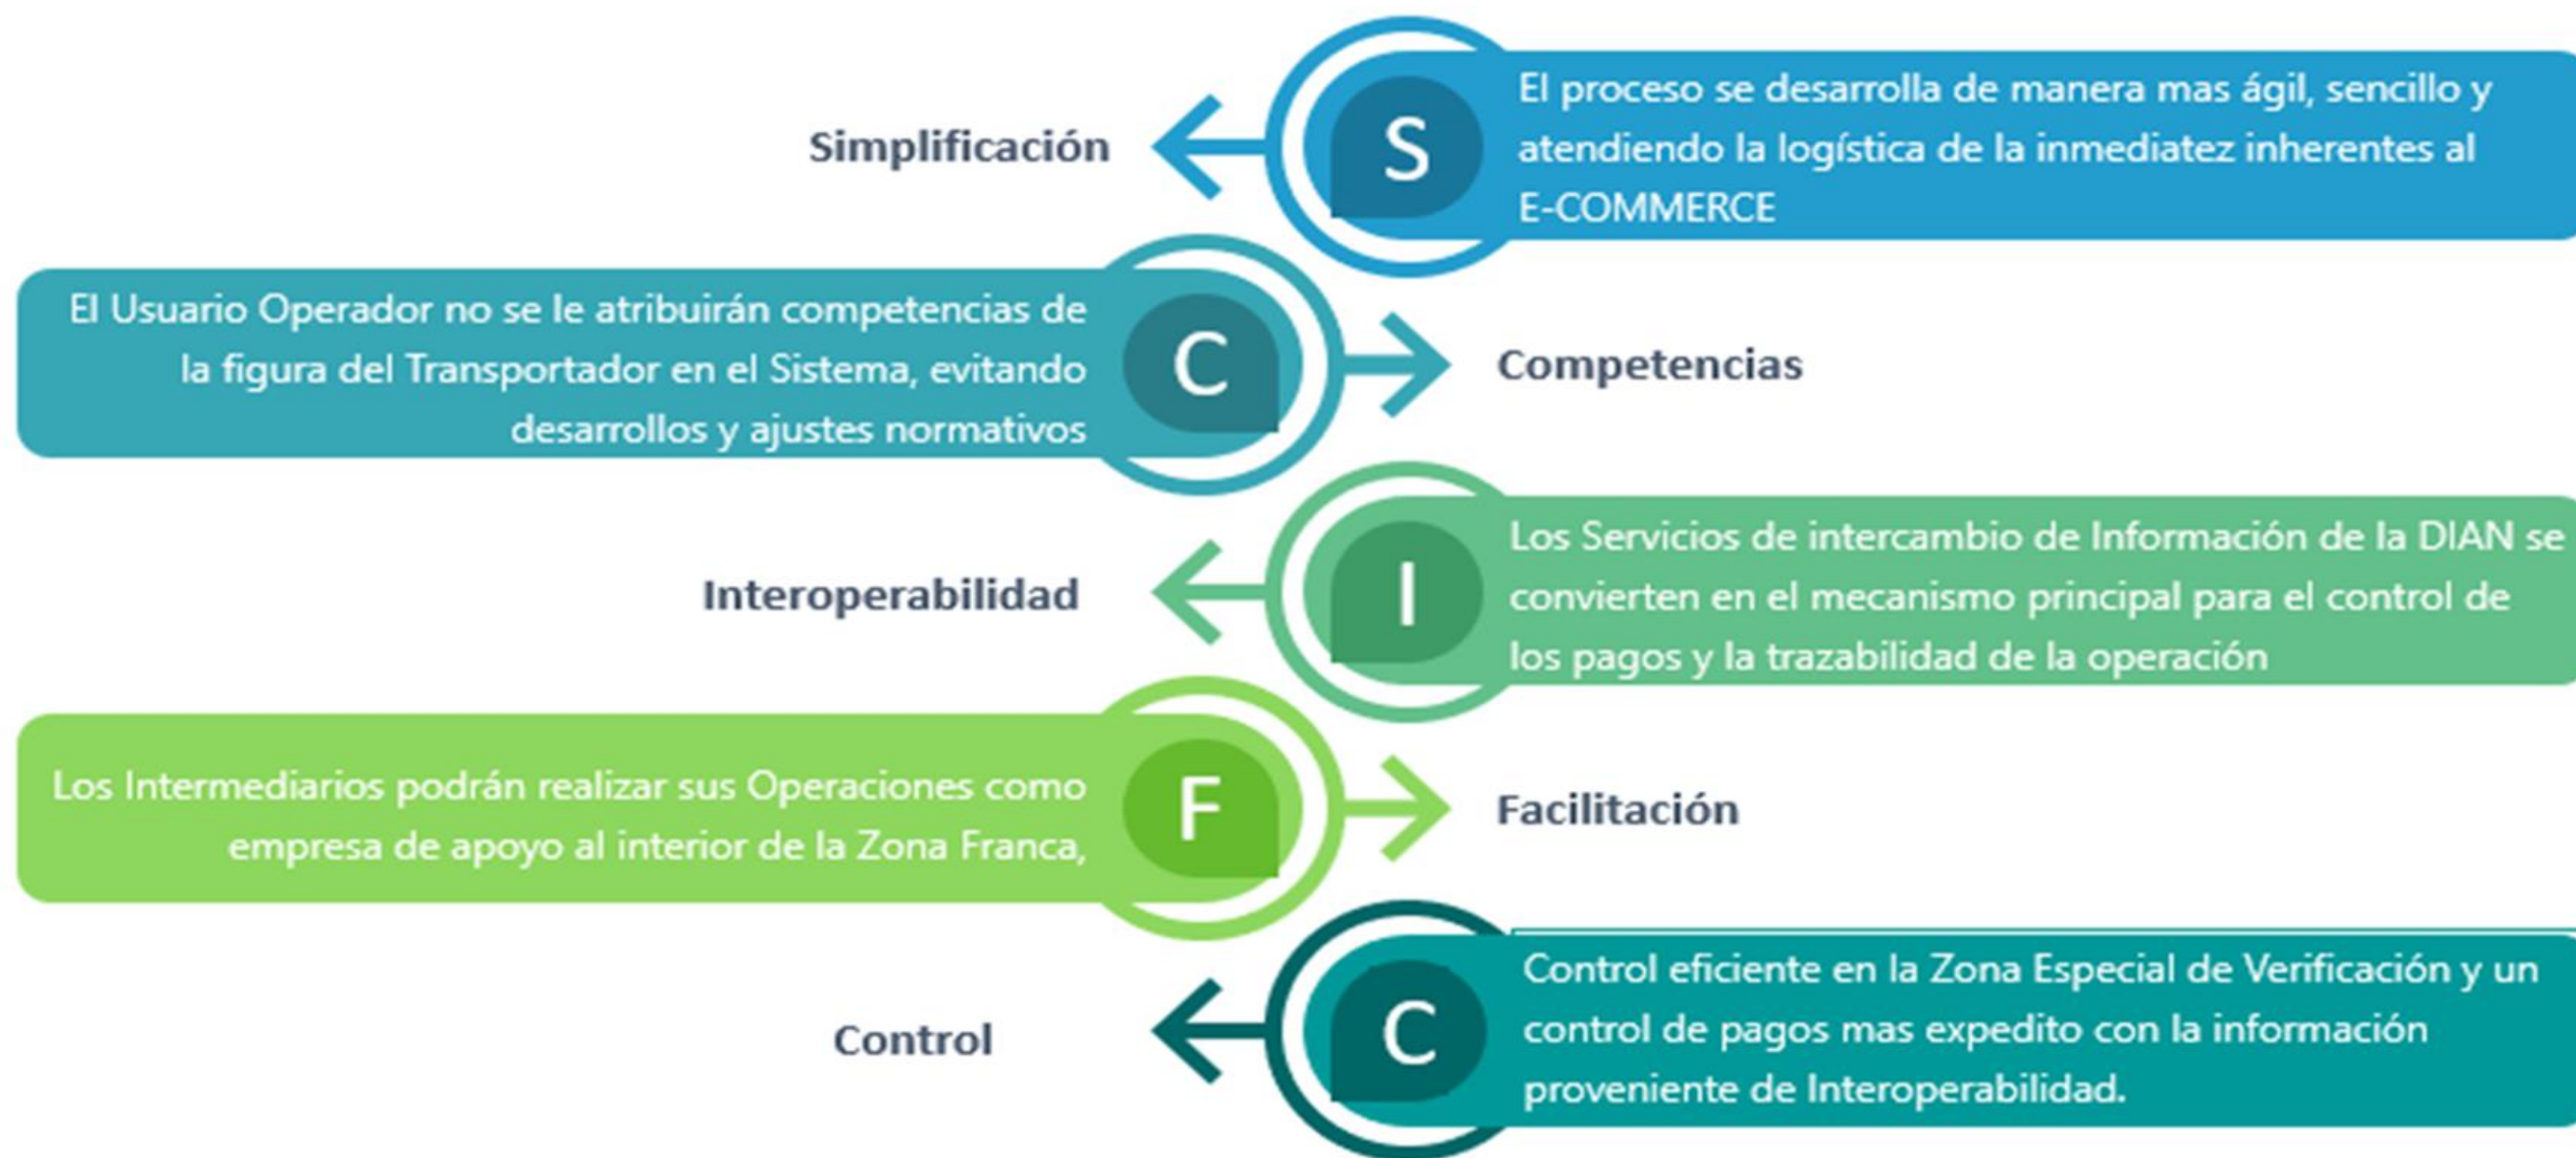 Simplificación
S
El proceso se desarrolla de manera mas ágil, sencillo y
atendiendo la logística de la inmediatez inherentes al
E-COMMERCE
El Usuario Operador no se le atribuirán competencias de
la figura del Transportador en el Sistema, evitando
desarrollos y ajustes normativos
C
Competencias
Interoperabilidad
I
Los Servicios de intercambio de Información de la DIAN se
convierten en el mecanismo principal para el control de
los pagos y la trazabilidad de la operación
Los Intermediarios podrán realizar sus Operaciones como
empresa de apoyo al interior de la Zona Franca,
F
Facilitación
Control
C
Control eficiente en la Zona Especial de Verificación y un
control de pagos mas expedito con la información
proveniente de Interoperabilidad.